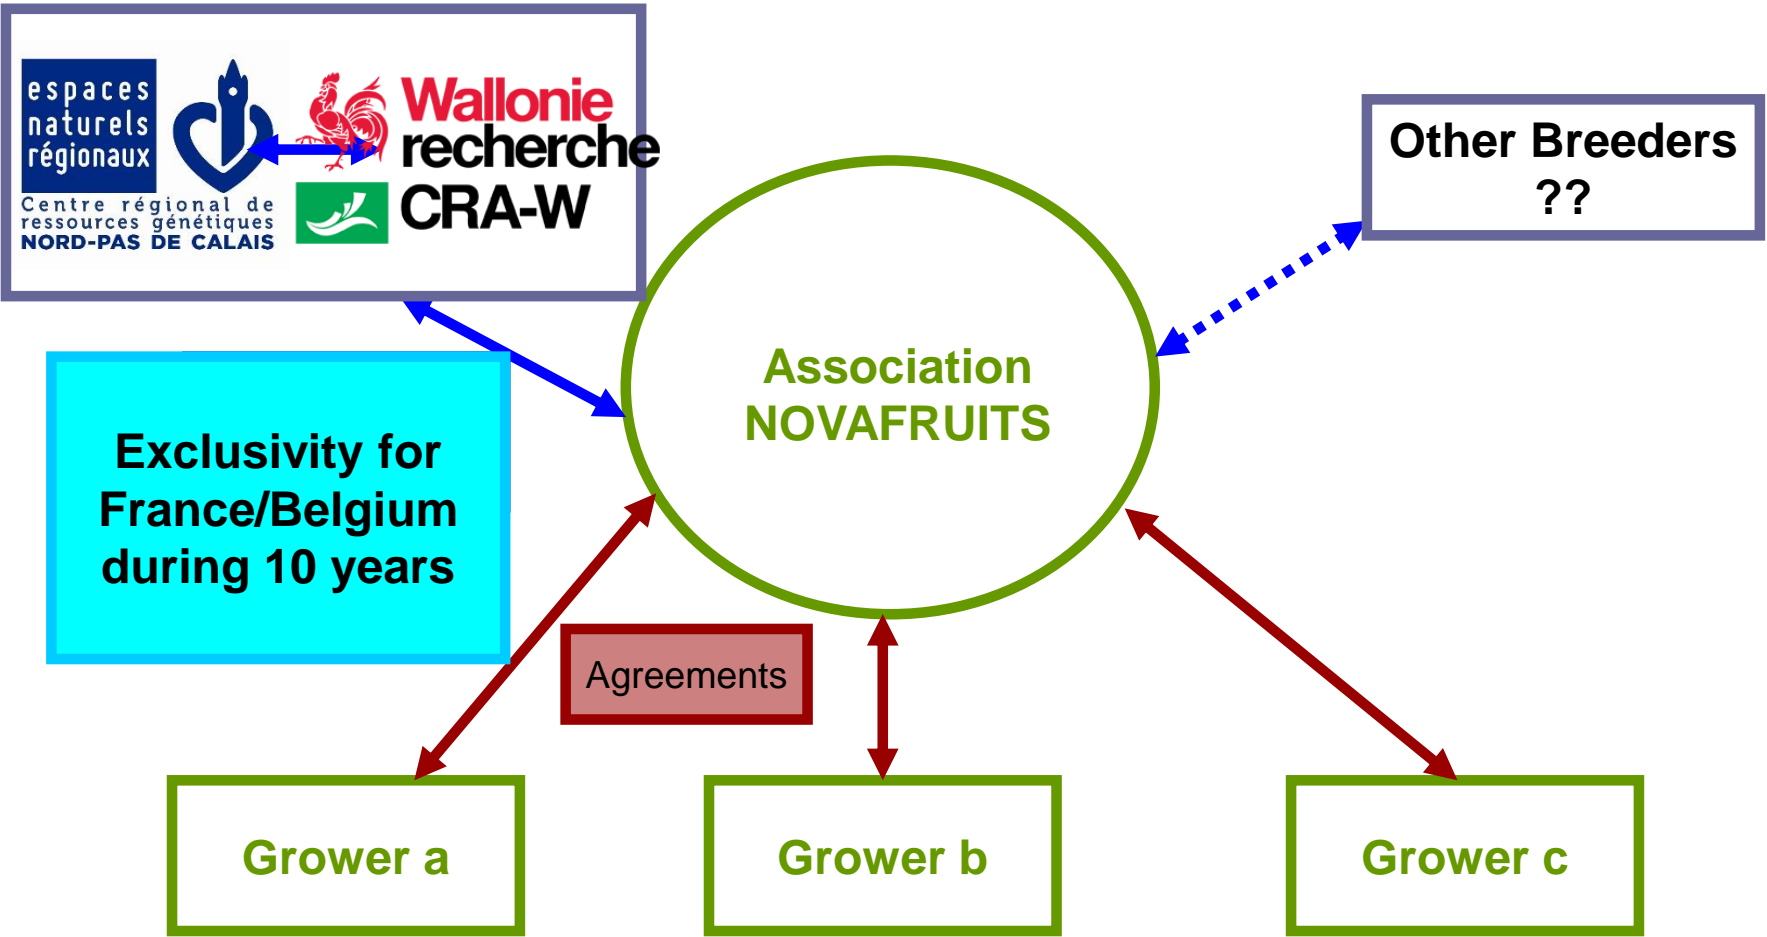 espaces
naturels
régionaux
Centre régional de
ressources génétiques
NORD-PAS DE CALAIS
Wallonie
recherche
CRA-W
Other Breeders
??
Association
NOVAFRUITS
Exclusivity for
France/Belgium
during 10 years
Agreements
Grower a
Grower b
Grower c